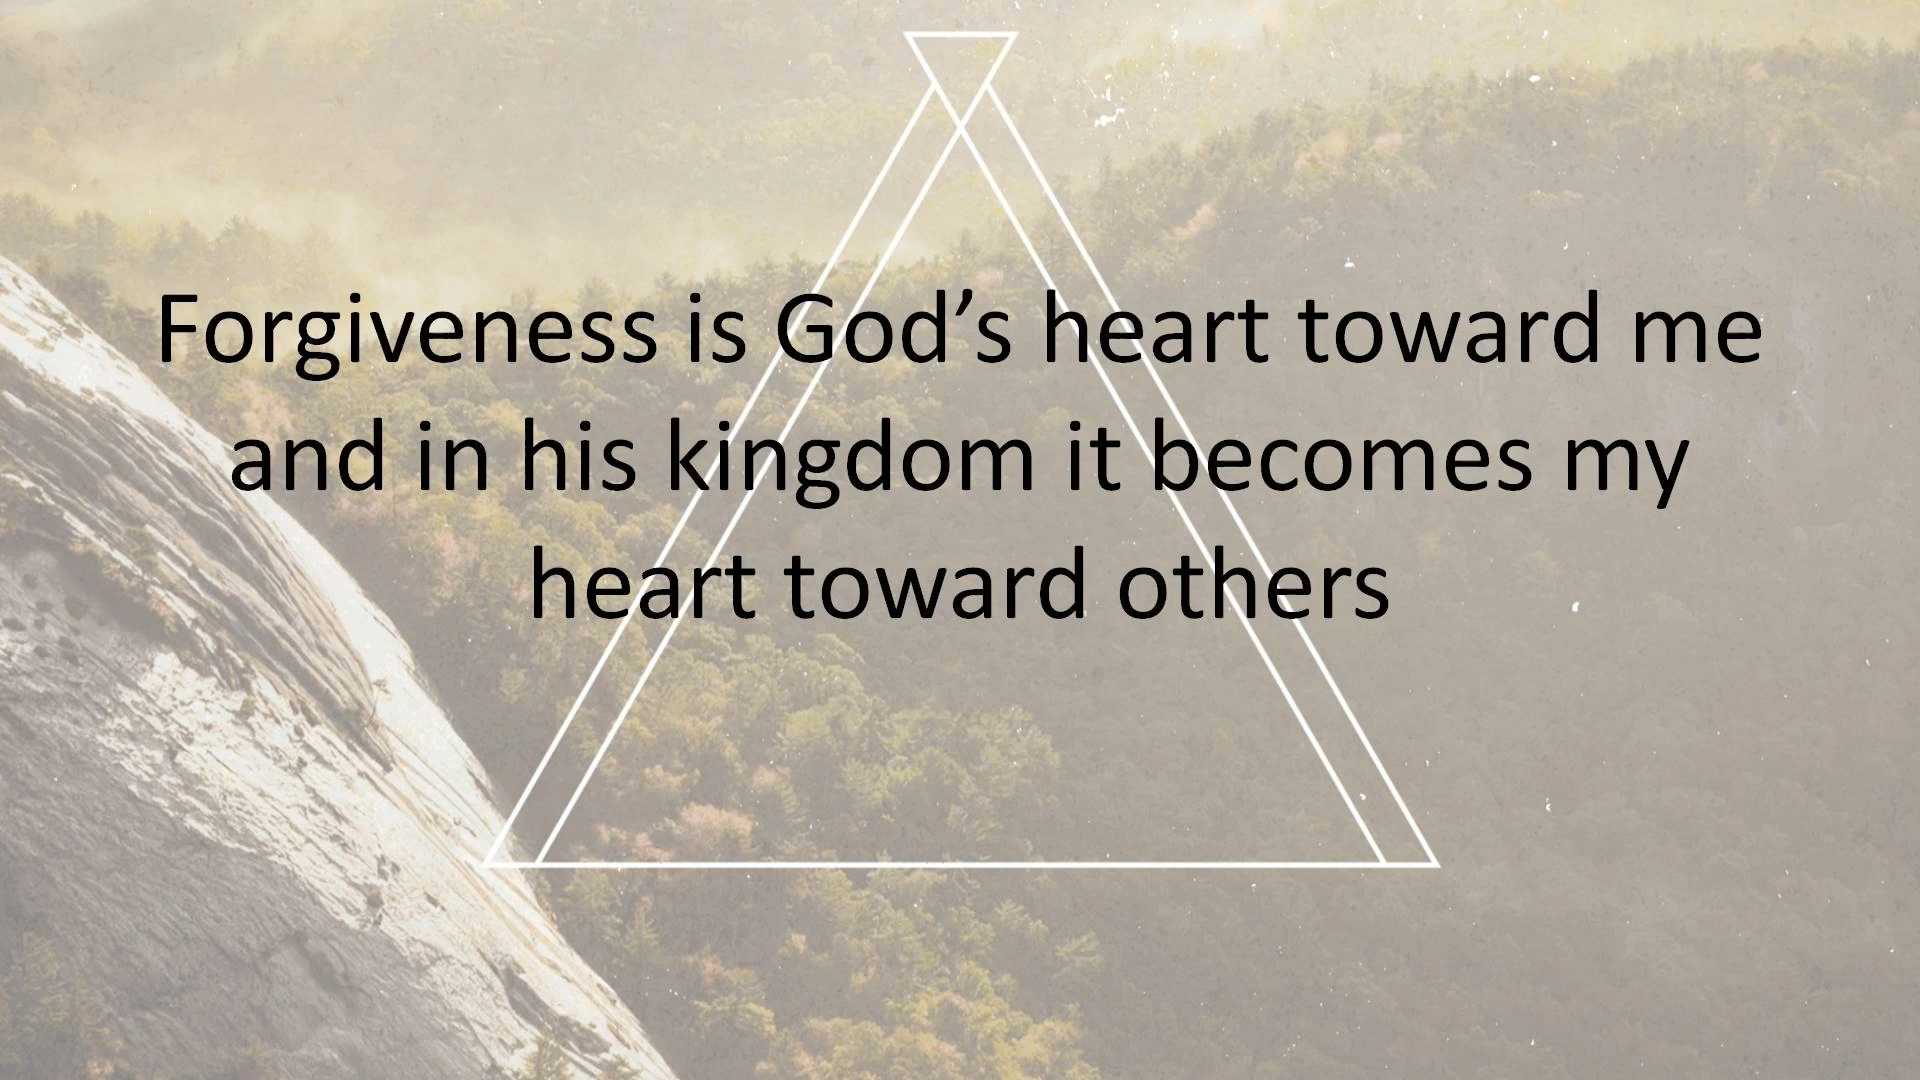 Forgiveness is God’s heart toward me
and in his kingdom it becomes my
heart toward others